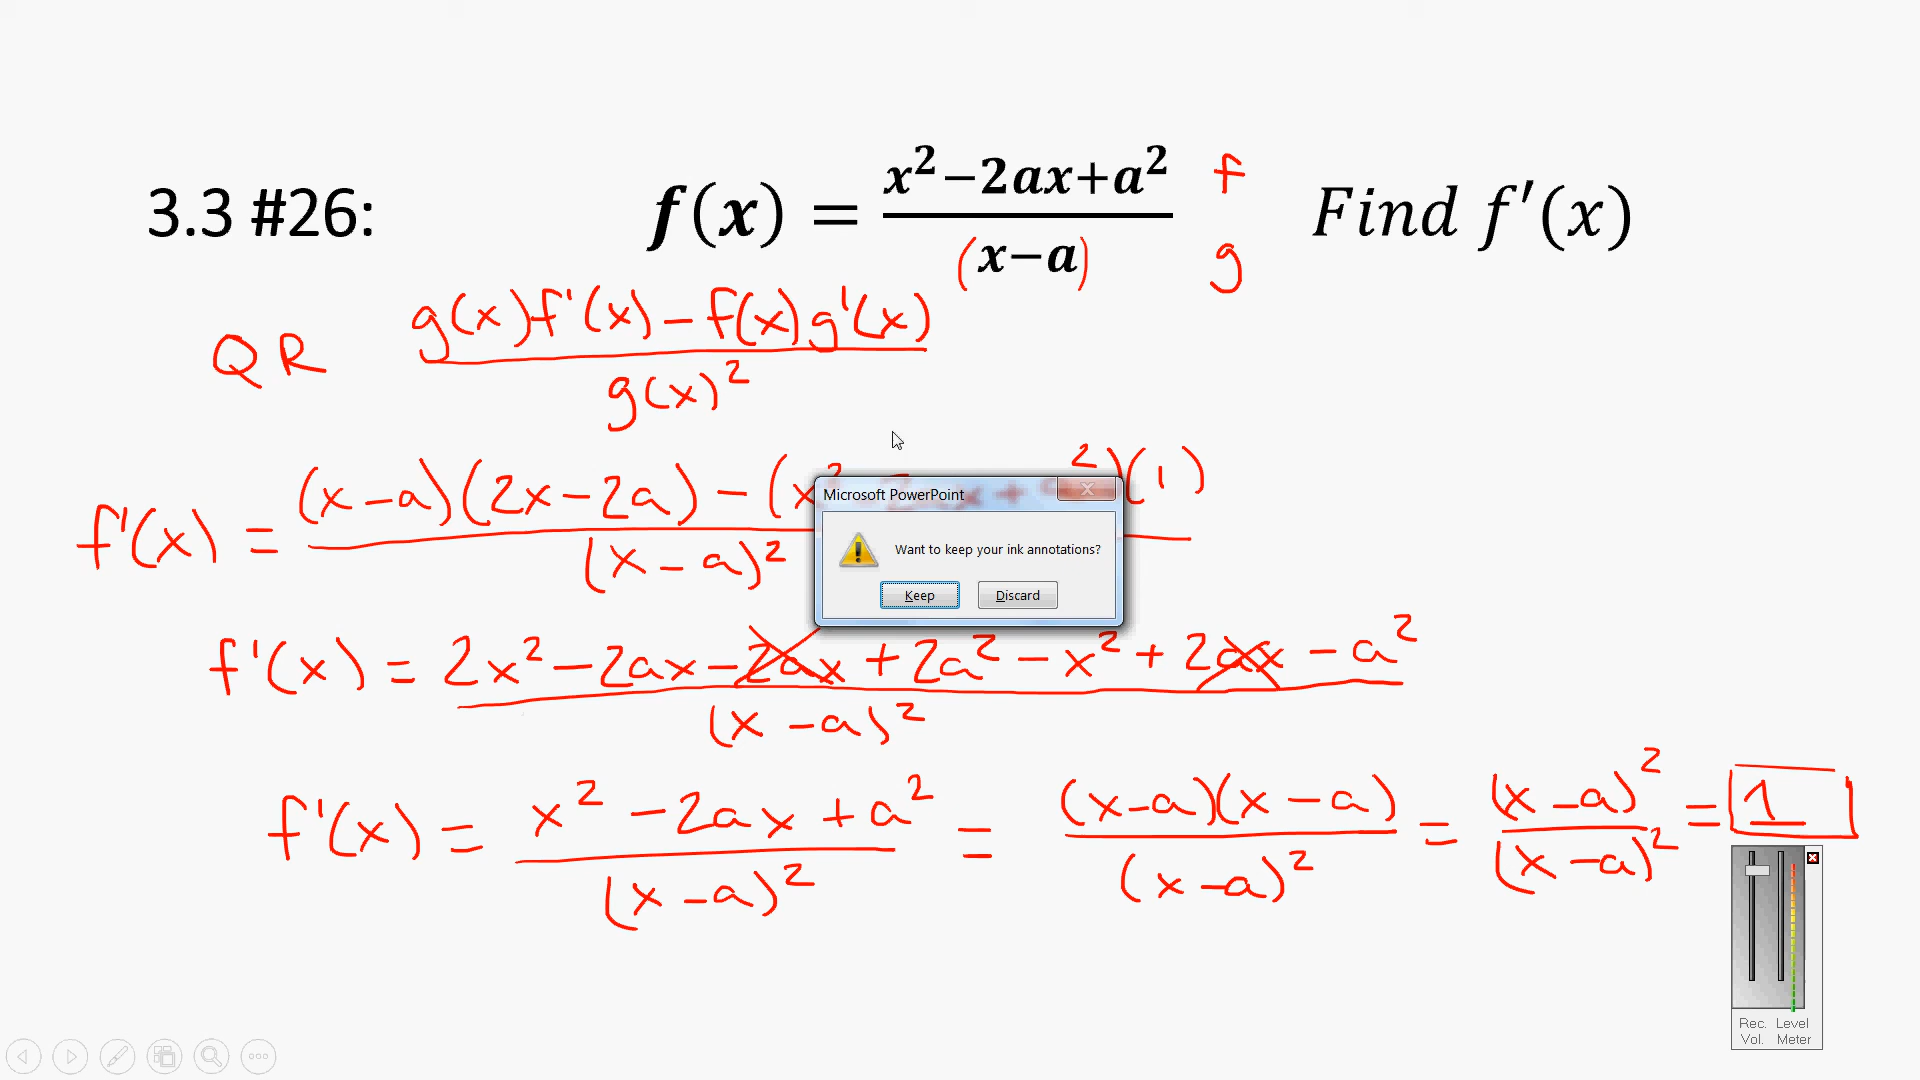 3.3 #26: f(x) = (x²−2ax+a²)/(x−a) f g Find f′(x)
QR (g(x)f'(x) − f(x)g'(x))/g(x)²
f'(x) = ((x−a)(2x−2a) − (x² ²)(1))/(x−a)²
Microsoft PowerPoint
Want to keep your ink annotations?
Keep Discard
f'(x) = (2x² − 2ax − 2ax + 2a² − x² + 2ax − a²)/(x−a)²
f'(x) = (x² − 2ax + a²)/(x−a)² = ((x−a)(x−a))/(x−a)² = (x−a)²/(x−a)² = 1
Rec. Level
Vol. Meter